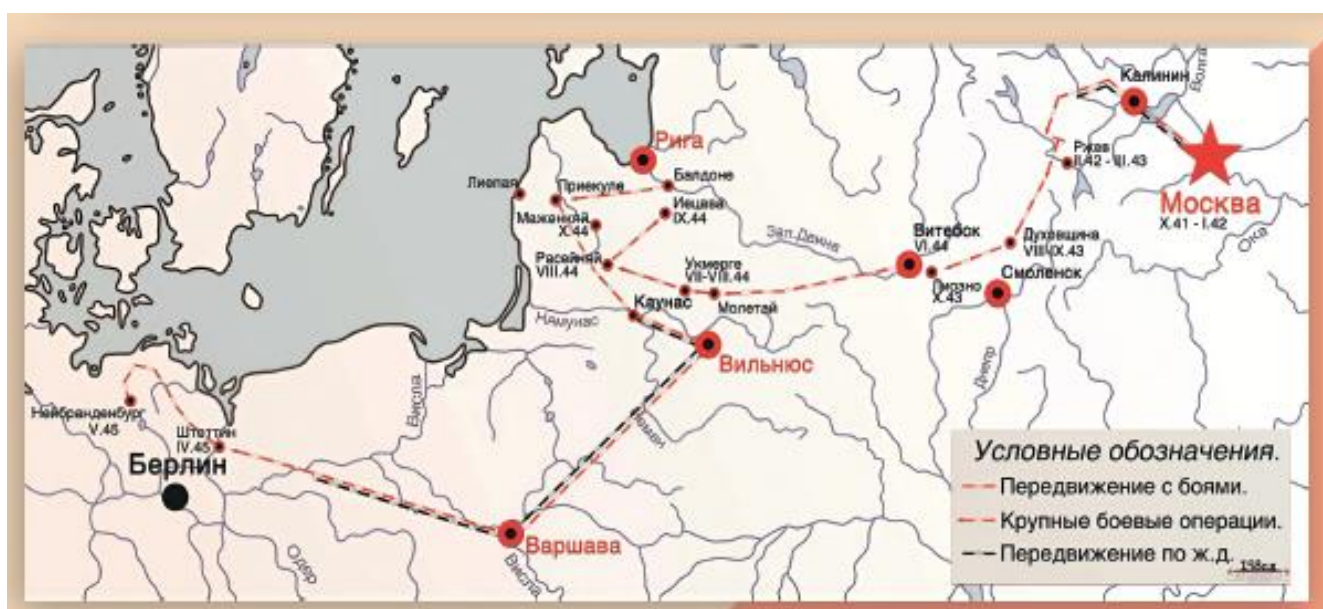 Калинин
Волга
Рига
Ржев
II.42 - III.43
Лиепая
Приекуле
Балдоне
Москва
X.41 - I.42
Мажекяй
X.44
Иецава
IX.44
Зап.Двина
Витебск
VI.44
Духовщина
VIII-IX.43
Ока
Расейняй
VIII.44
Укмерге
VII-VIII.44
Лиозно
X.43
Смоленск
Каунас
Молетай
Нямунас
Вильнюс
Днепр
Висла
Нейбранденбург
V.45
Штеттин
IV.45
Берлин
Варшава
Одер
Висла
Условные обозначения.
Передвижение с боями.
Крупные боевые операции.
Передвижение по ж.д.